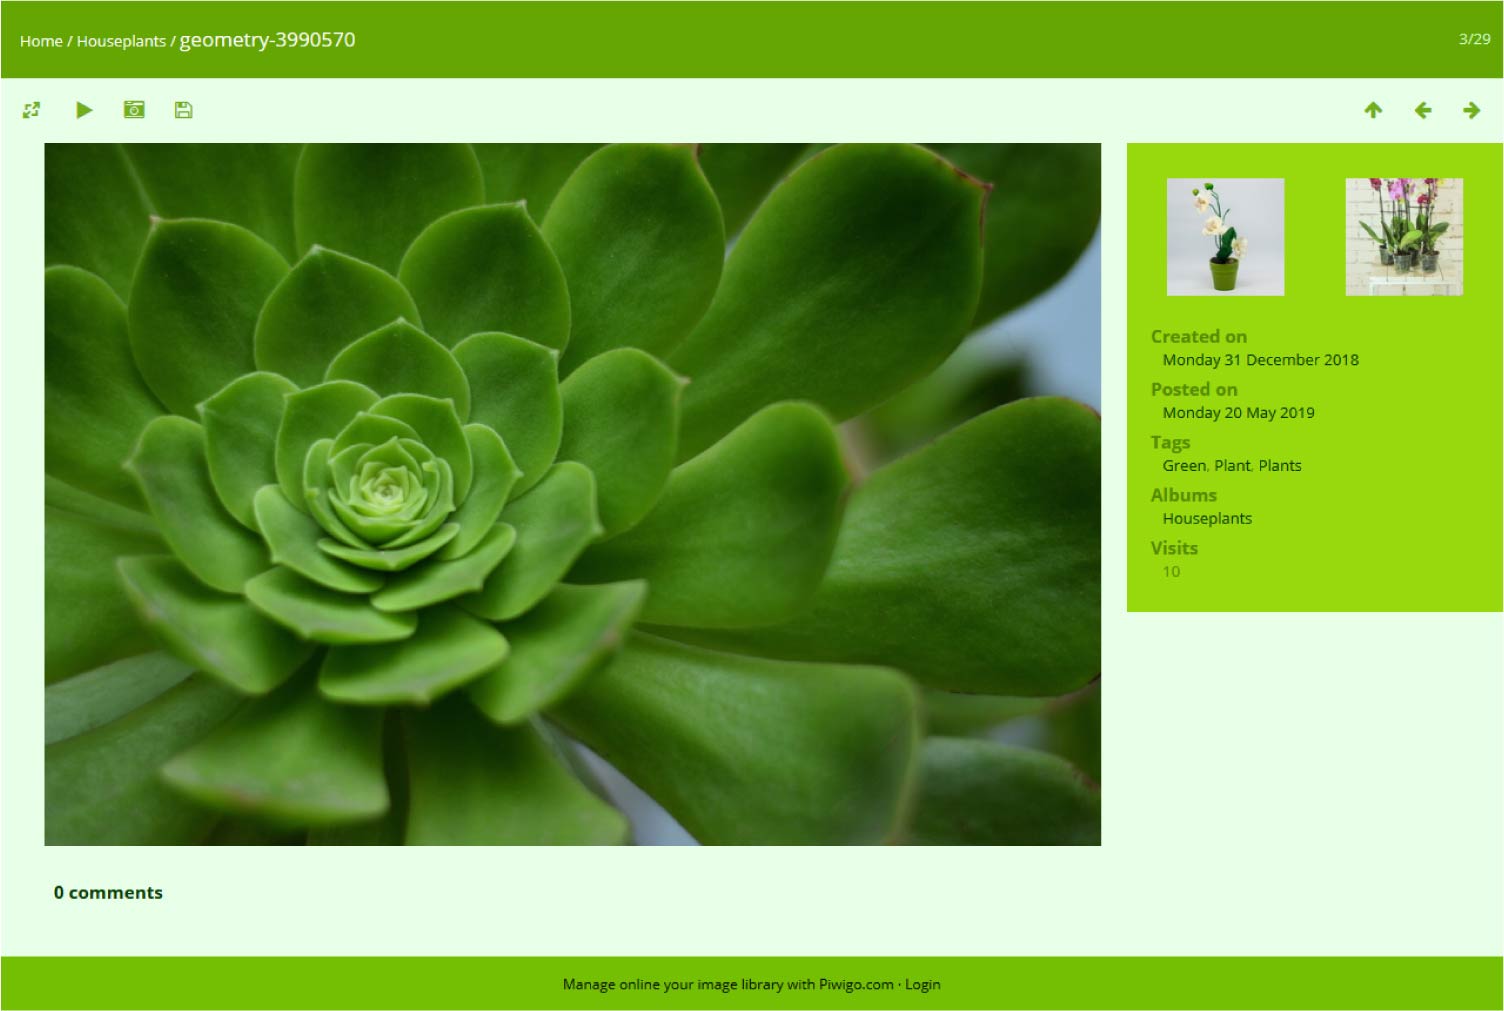 Home / Houseplants / geometry-3990570
3/29
Created on
Monday 31 December 2018
Posted on
Monday 20 May 2019
Tags
Green, Plant, Plants
Albums
Houseplants
Visits
10
0 comments
Manage online your image library with Piwigo.com · Login